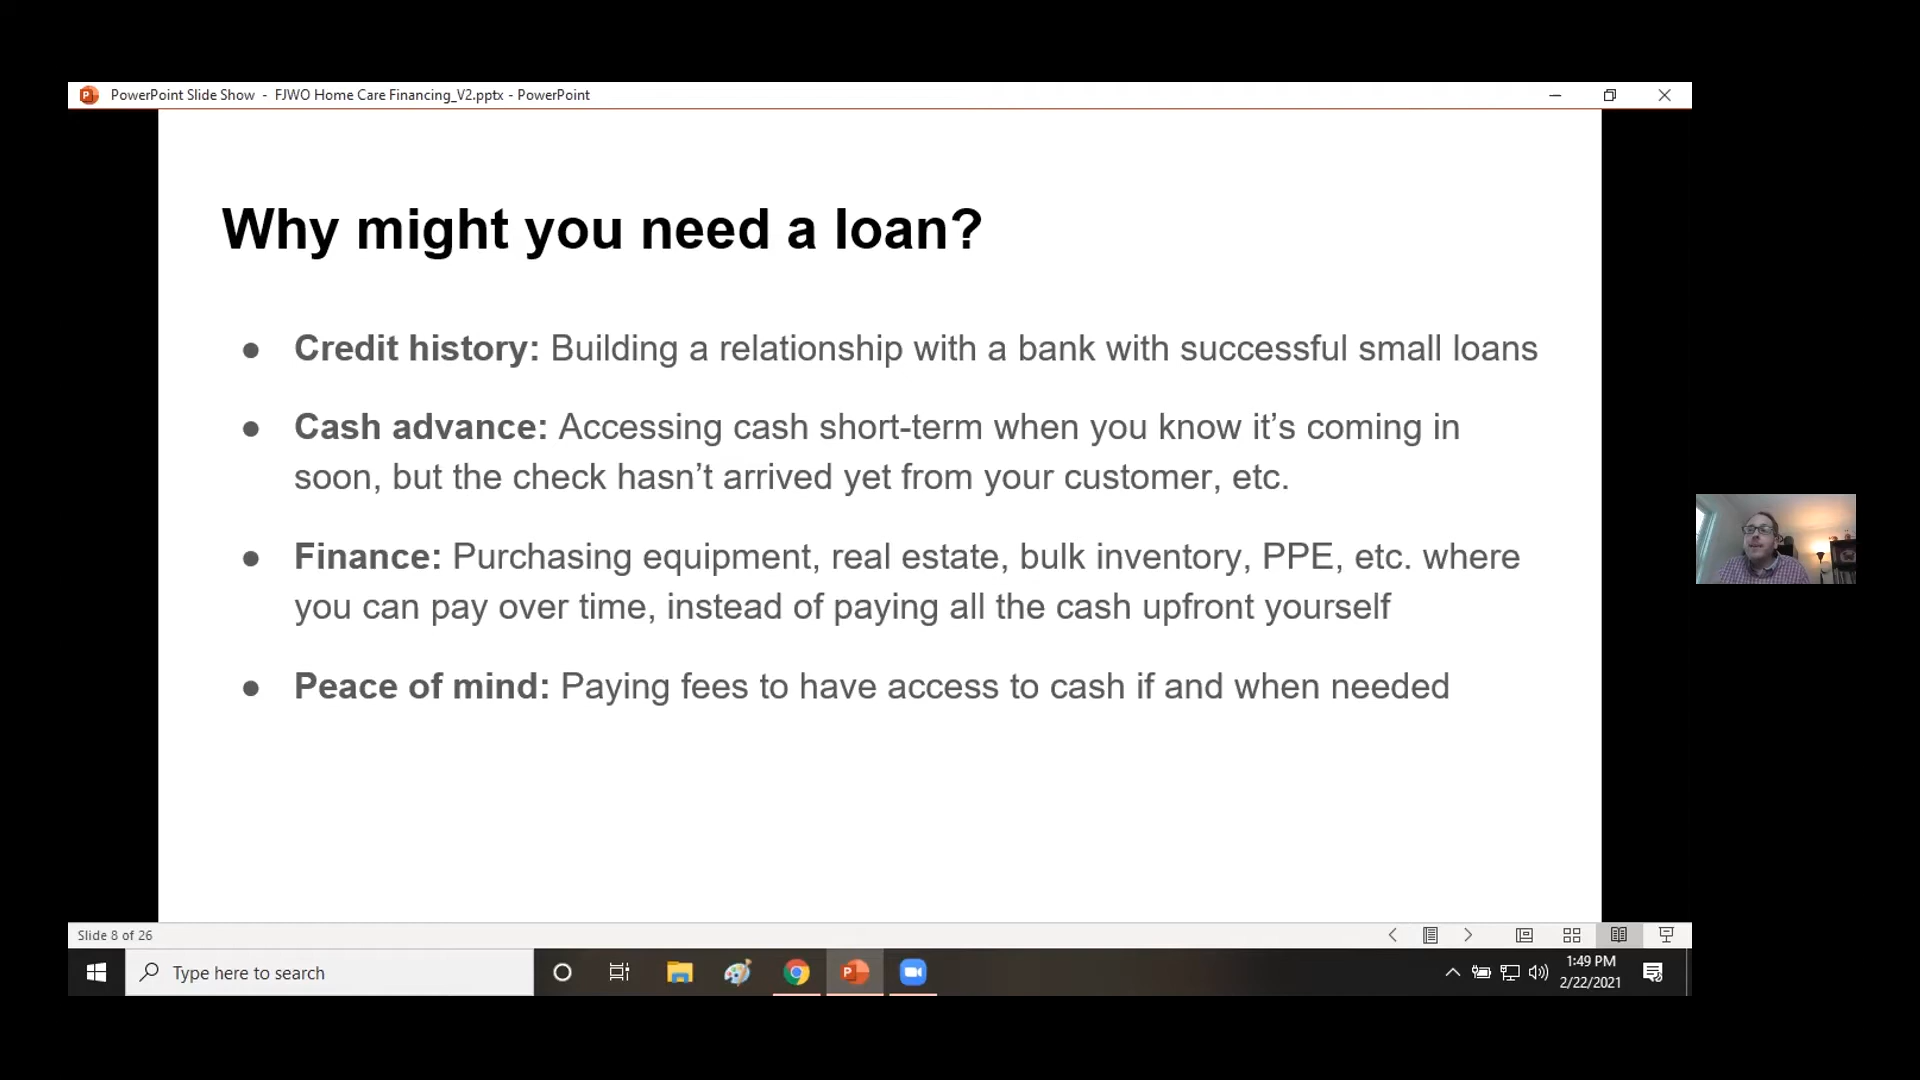 PowerPoint Slide Show - FJWO Home Care Financing_V2.pptx - PowerPoint
Why might you need a loan?
● Credit history: Building a relationship with a bank with successful small loans
● Cash advance: Accessing cash short-term when you know it’s coming in
soon, but the check hasn’t arrived yet from your customer, etc.
● Finance: Purchasing equipment, real estate, bulk inventory, PPE, etc. where
you can pay over time, instead of paying all the cash upfront yourself
● Peace of mind: Paying fees to have access to cash if and when needed
Slide 8 of 26
Type here to search
1:49 PM
2/22/2021